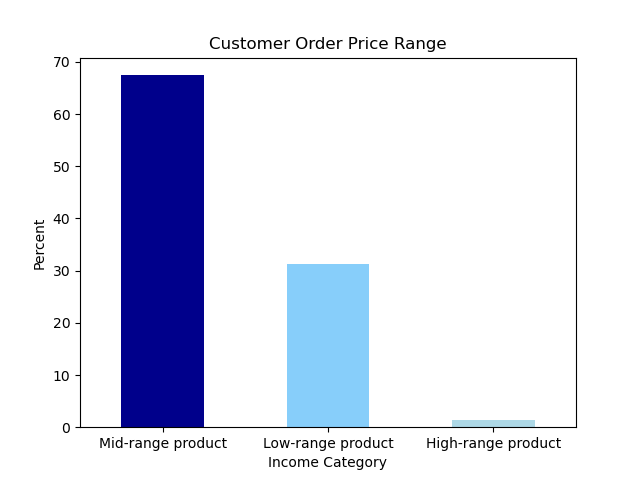 Customer Order Price Range
70
60
50
40
30
20
10
0
Percent
Mid-range product Low-range product High-range product
Income Category